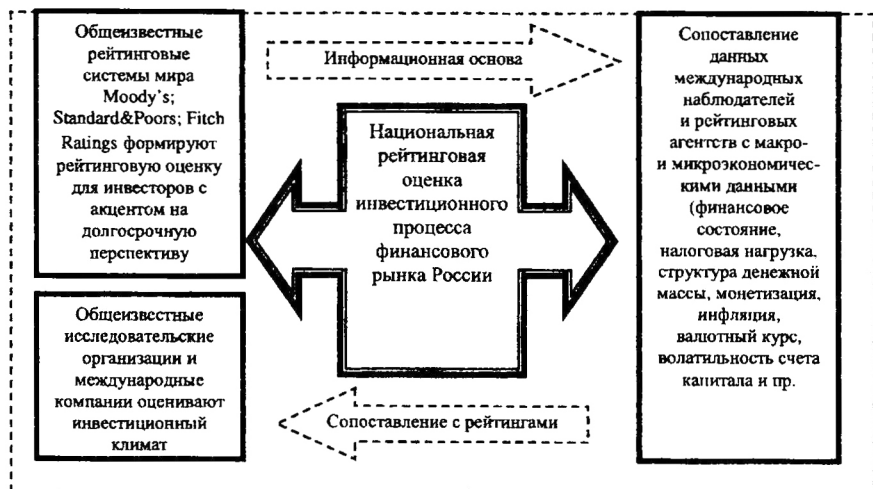 Общеизвестные
рейтинговые
системы мира
Moody's;
Standard&Poors; Fitch
Ratings формируют
рейтинговую оценку
для инвесторов с
акцентом на
долгосрочную
перспективу
Общеизвестные
исследовательские
организации и
международные
компании оценивают
инвестиционный
климат
Информационная основа
Национальная
рейтинговая
оценка
инвестиционного
процесса
финансового
рынка России
Сопоставление с рейтингами
Сопоставление
данных
международных
наблюдателей
и рейтинговых
агентств с макро-
и микроэкономичес-
кими данными
(финансовое
состояние,
налоговая нагрузка,
структура денежной
массы, монетизация,
инфляция,
валютный курс,
волатильность счета
капитала и пр.